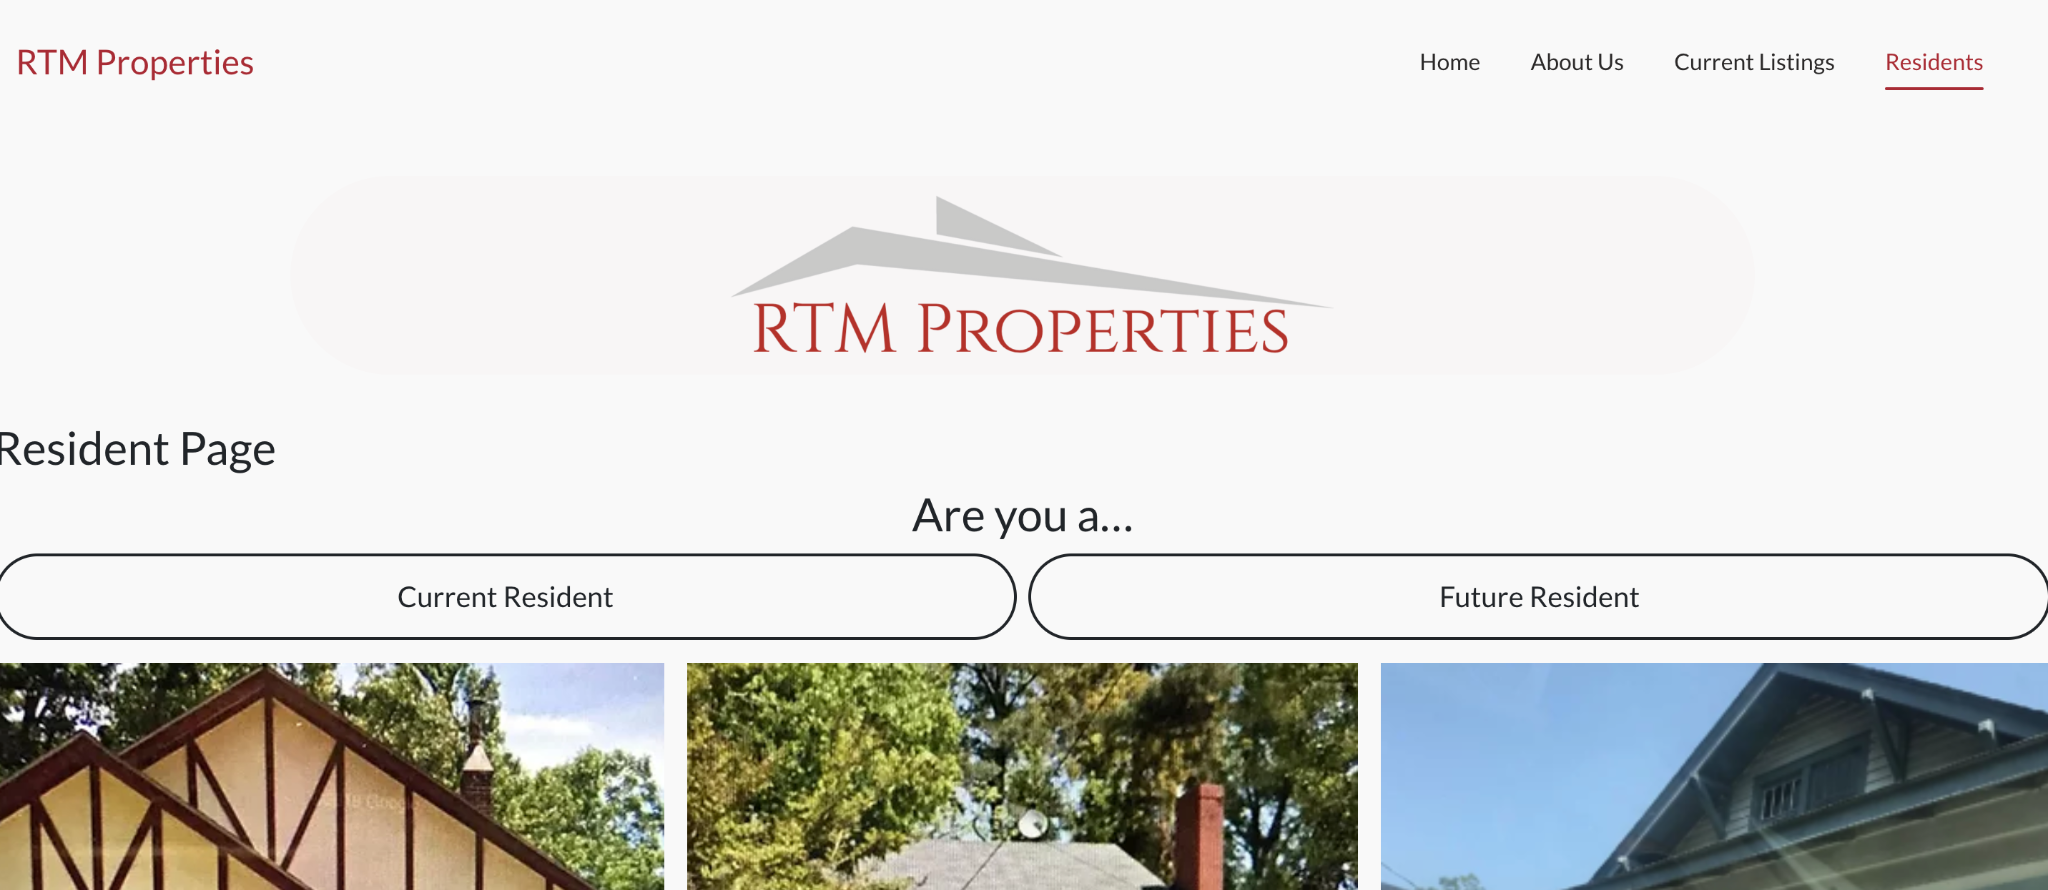 RTM Properties
Home About Us Current Listings Residents
RTM PROPERTIES
Resident Page
Are you a...
Current Resident Future Resident